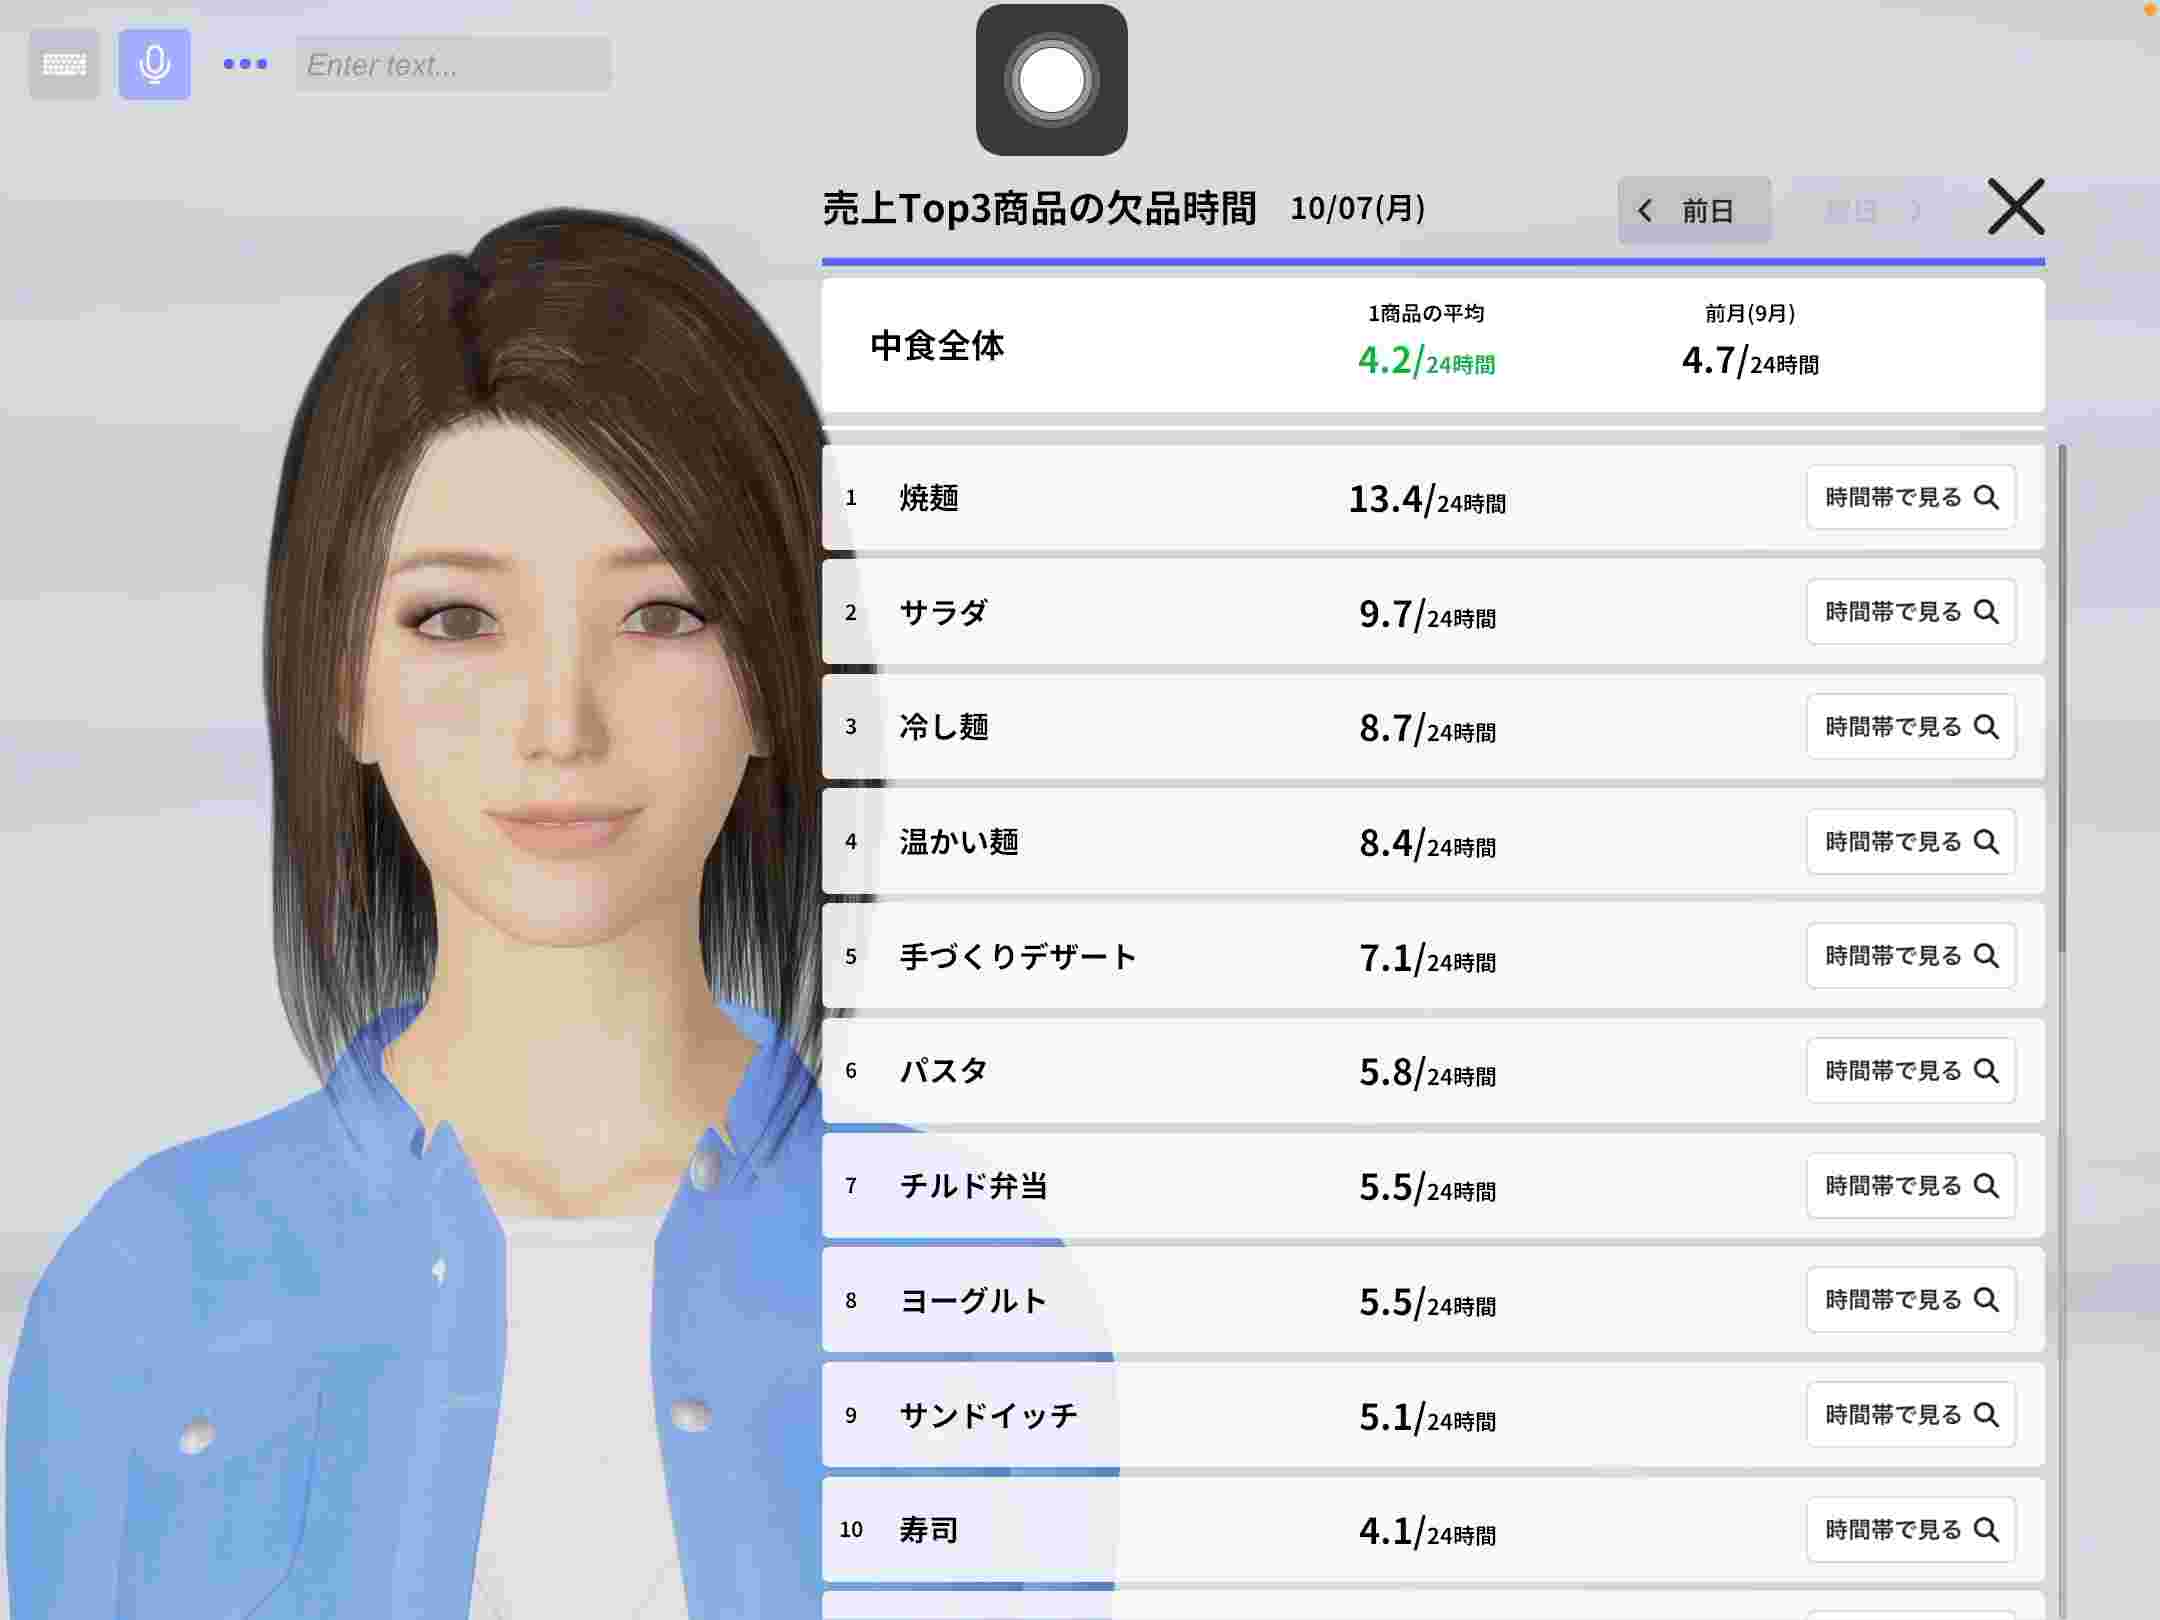 Enter text...
売上Top3商品の欠品時間 10/07(月)
前日
翌日
中食全体
1商品の平均
4.2/24時間
前月(9月)
4.7/24時間
1 焼麺 13.4/24時間 時間帯で見る
2 サラダ 9.7/24時間 時間帯で見る
3 冷し麺 8.7/24時間 時間帯で見る
4 温かい麺 8.4/24時間 時間帯で見る
5 手づくりデザート 7.1/24時間 時間帯で見る
6 パスタ 5.8/24時間 時間帯で見る
7 チルド弁当 5.5/24時間 時間帯で見る
8 ヨーグルト 5.5/24時間 時間帯で見る
9 サンドイッチ 5.1/24時間 時間帯で見る
10 寿司 4.1/24時間 時間帯で見る